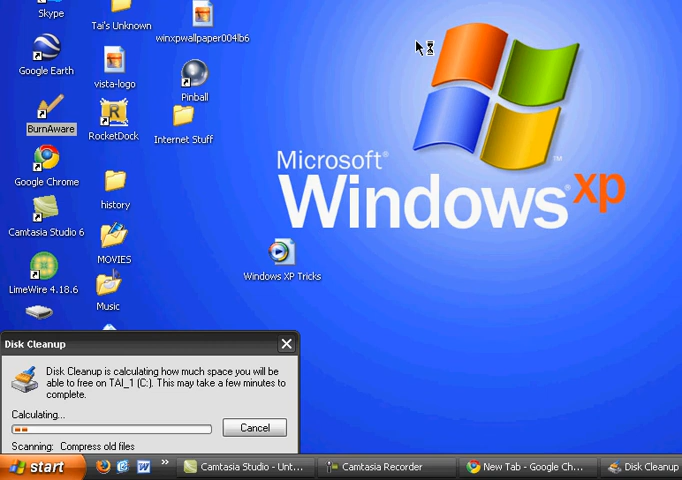 Skype
Tai's Unknown
winxpwallpaper004lb6
Google Earth
vista-logo
Pinball
BurnAware
RocketDock
Internet Stuff
Google Chrome
history
Camtasia Studio 6
MOVIES
LimeWire 4.18.6
Music
Microsoft®
Windows® xp
TM
Windows XP Tricks
Disk Cleanup
Disk Cleanup is calculating how much space you will be
able to free on TAI_1 (C:). This may take a few minutes to
complete.
Calculating...
Cancel
Scanning: Compress old files
start
W
»
Camtasia Studio - Unt...
Camtasia Recorder
New Tab - Google Ch...
Disk Cleanup